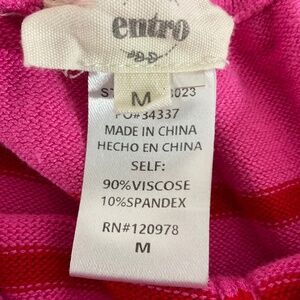 entro
M
PO#34337
MADE IN CHINA
HECHO EN CHINA
SELF:
90%VISCOSE
10%SPANDEX
RN#120978
M